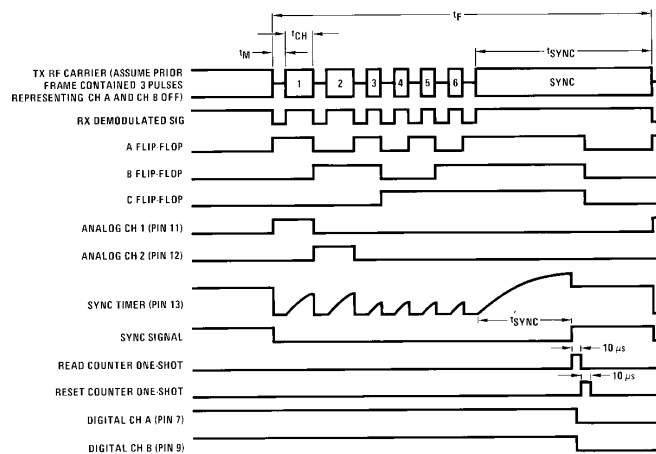 tF
tCH
tM
tSYNC
TX RF CARRIER (ASSUME PRIOR
FRAME CONTAINED 3 PULSES
REPRESENTING CH A AND CH B OFF)
1 2 3 4 5 6 SYNC
RX DEMODULATED SIG
A FLIP-FLOP
B FLIP-FLOP
C FLIP-FLOP
ANALOG CH 1 (PIN 11)
ANALOG CH 2 (PIN 12)
SYNC TIMER (PIN 13)
t'SYNC
SYNC SIGNAL
10 μs
READ COUNTER ONE-SHOT
10 μs
RESET COUNTER ONE-SHOT
DIGITAL CH A (PIN 7)
DIGITAL CH B (PIN 9)